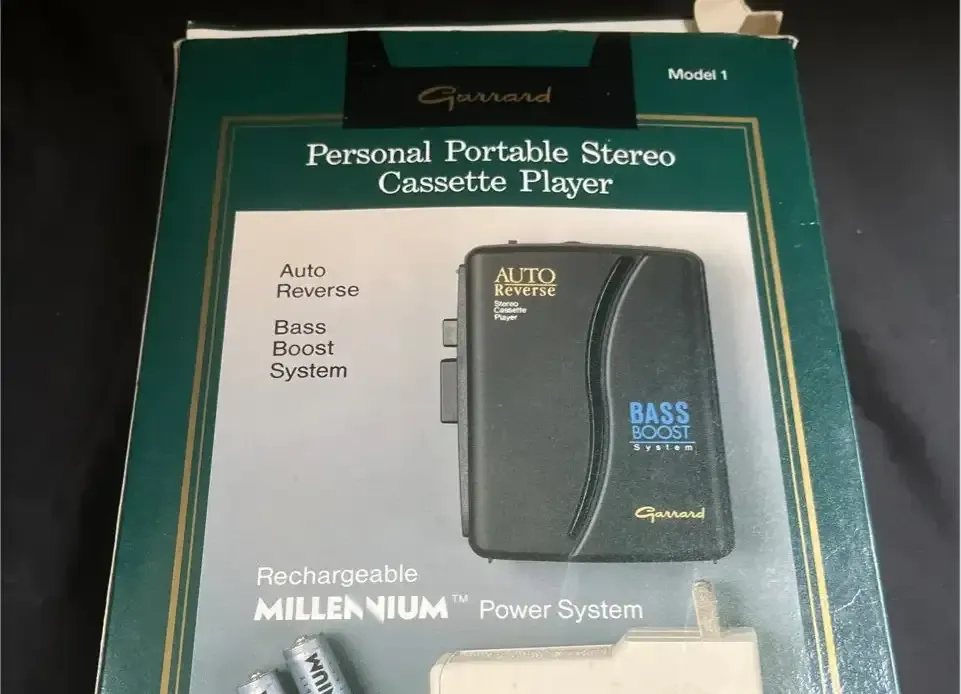 Garrard
Model 1
Personal Portable Stereo
Cassette Player
Auto
Reverse
Bass
Boost
System
AUTO
Reverse
Stereo
Cassette
Player
BASS
BOOST
System
Garrard
Rechargeable
MILLENNIUM™ Power System
NIUM